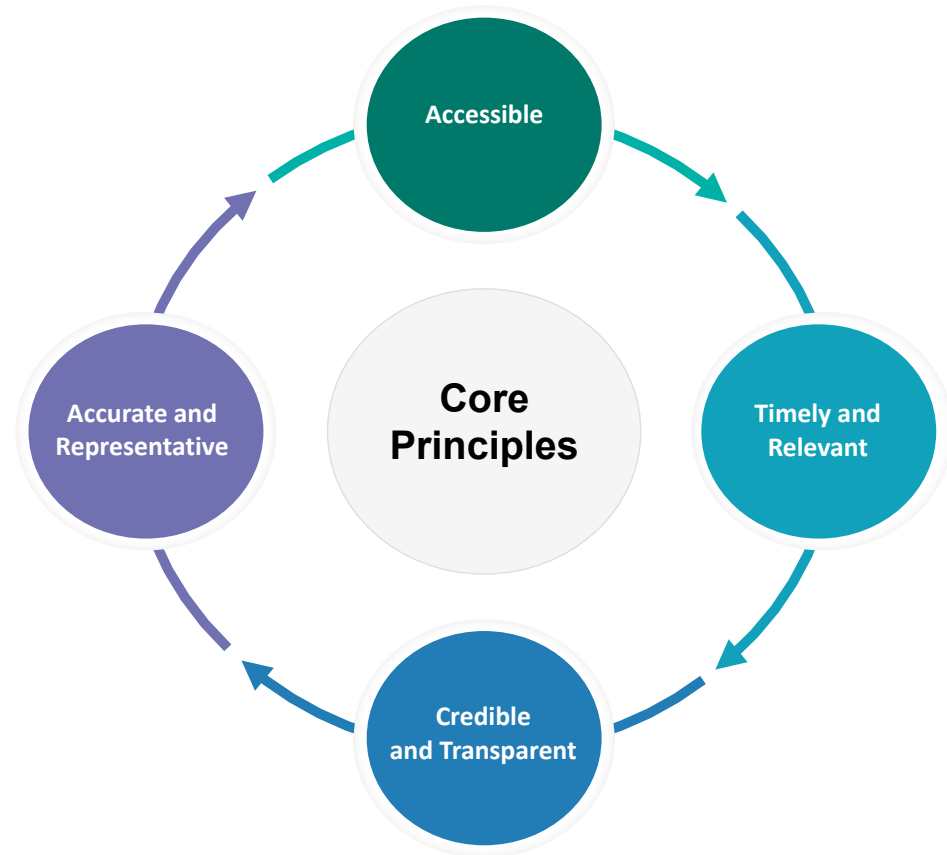 Accessible
Timely and
Relevant
Credible
and Transparent
Accurate and
Representative
Core
Principles